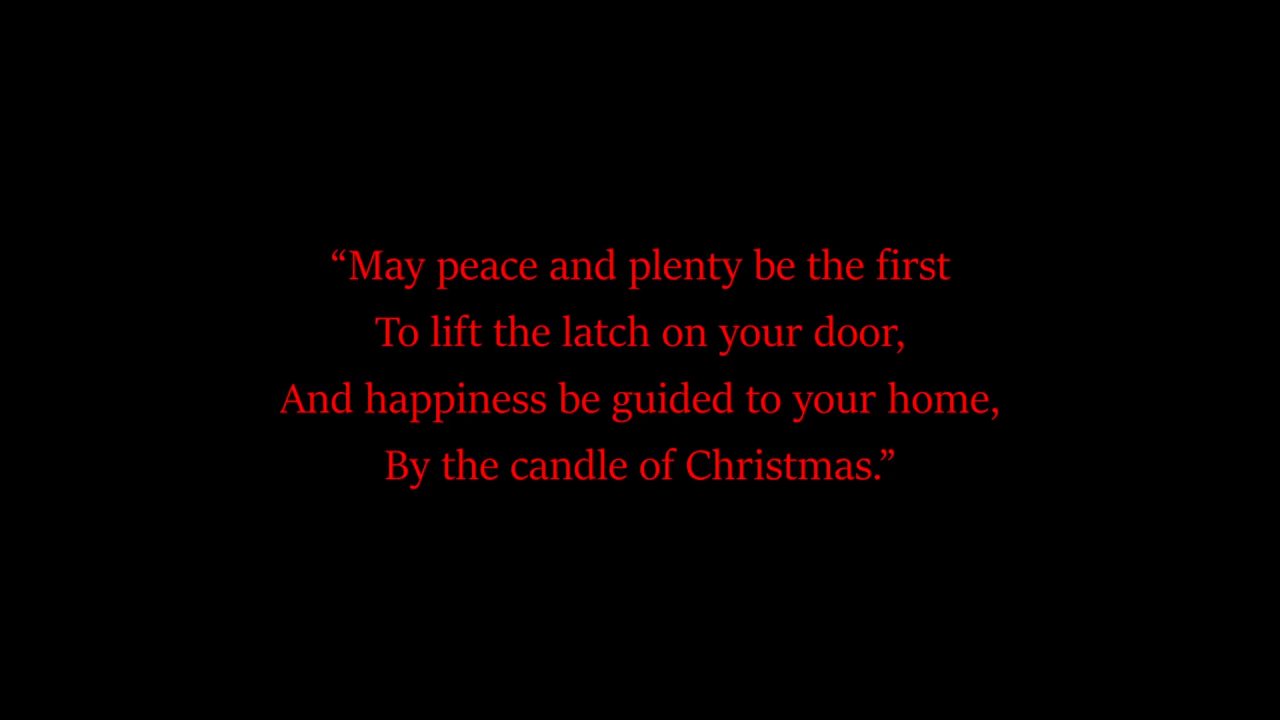 “May peace and plenty be the first
To lift the latch on your door,
And happiness be guided to your home,
By the candle of Christmas.”